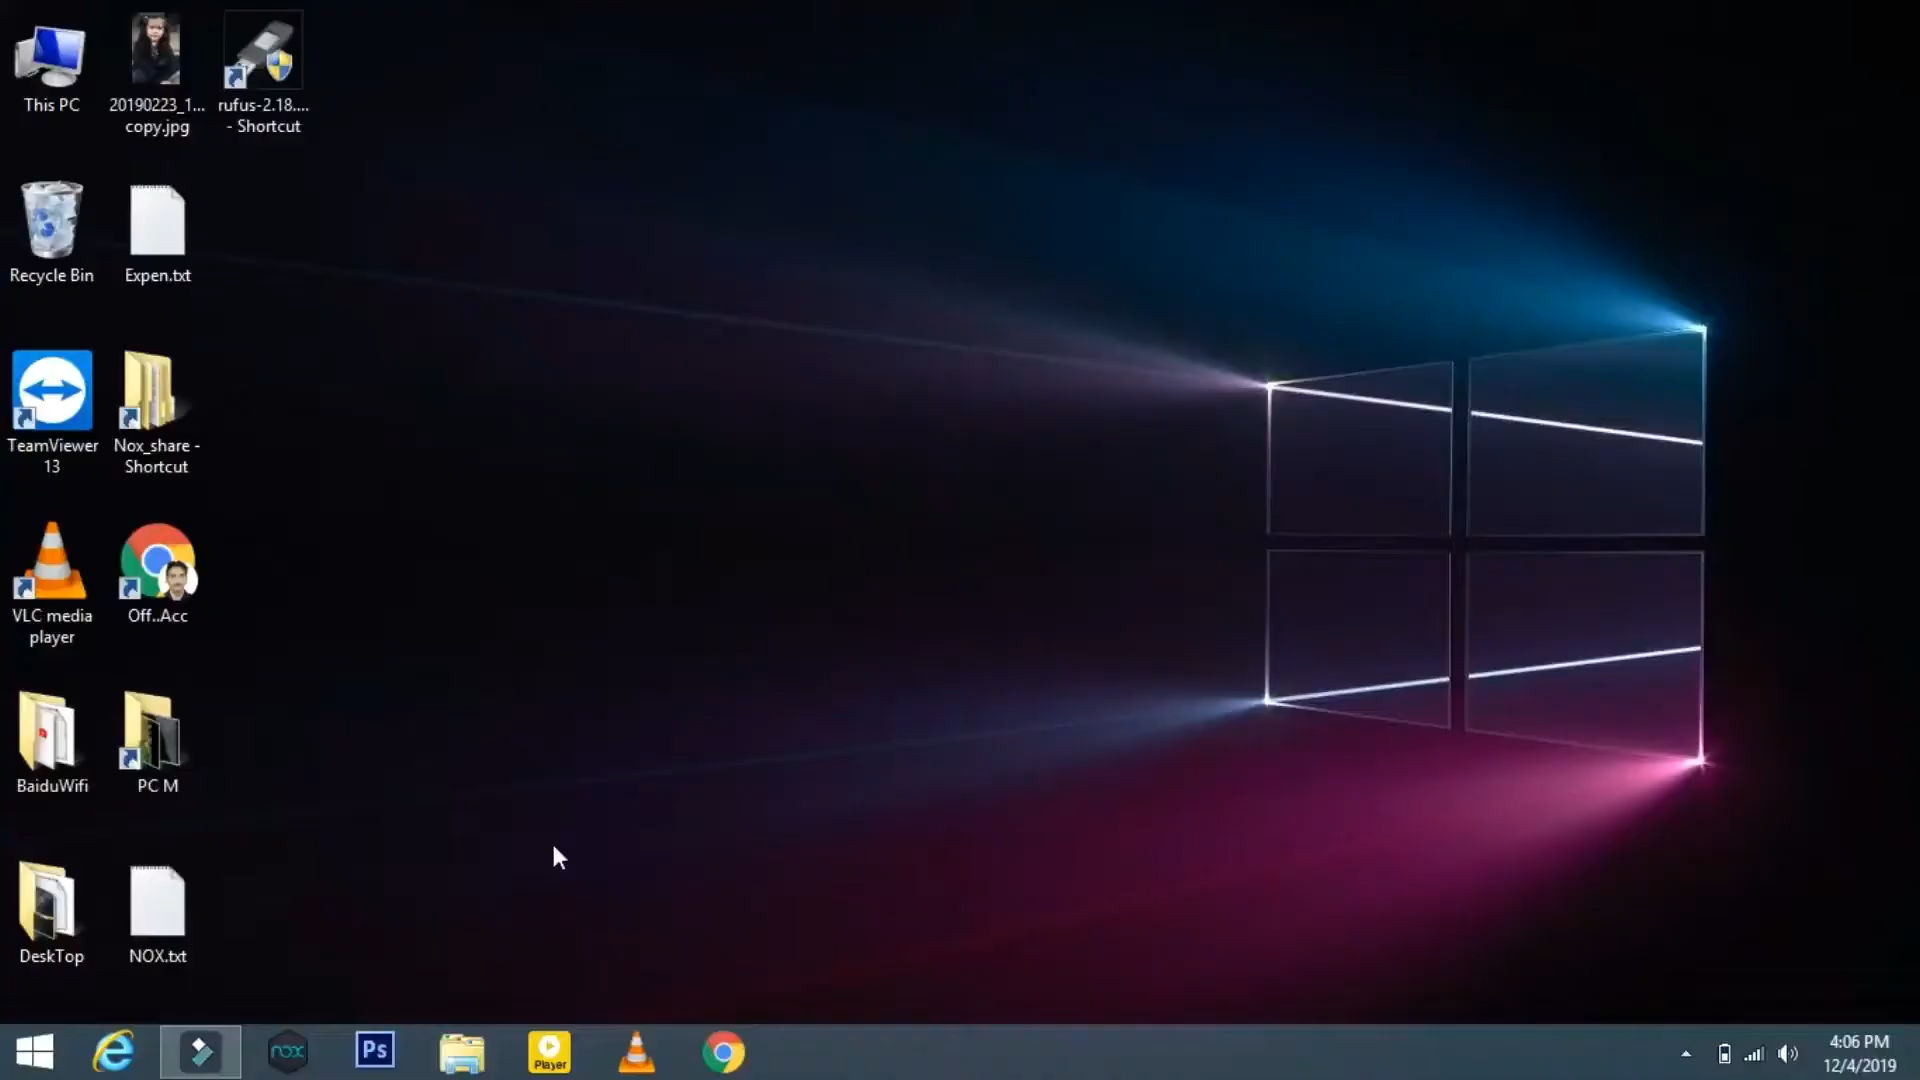 This PC
20190223_1...
copy.jpg
rufus-2.18....
- Shortcut
Recycle Bin
Expen.txt
TeamViewer
13
Nox_share -
Shortcut
VLC media
player
Off..Acc
BaiduWifi
PC M
DeskTop
NOX.txt
nox
Ps
Player
4:06 PM
12/4/2019